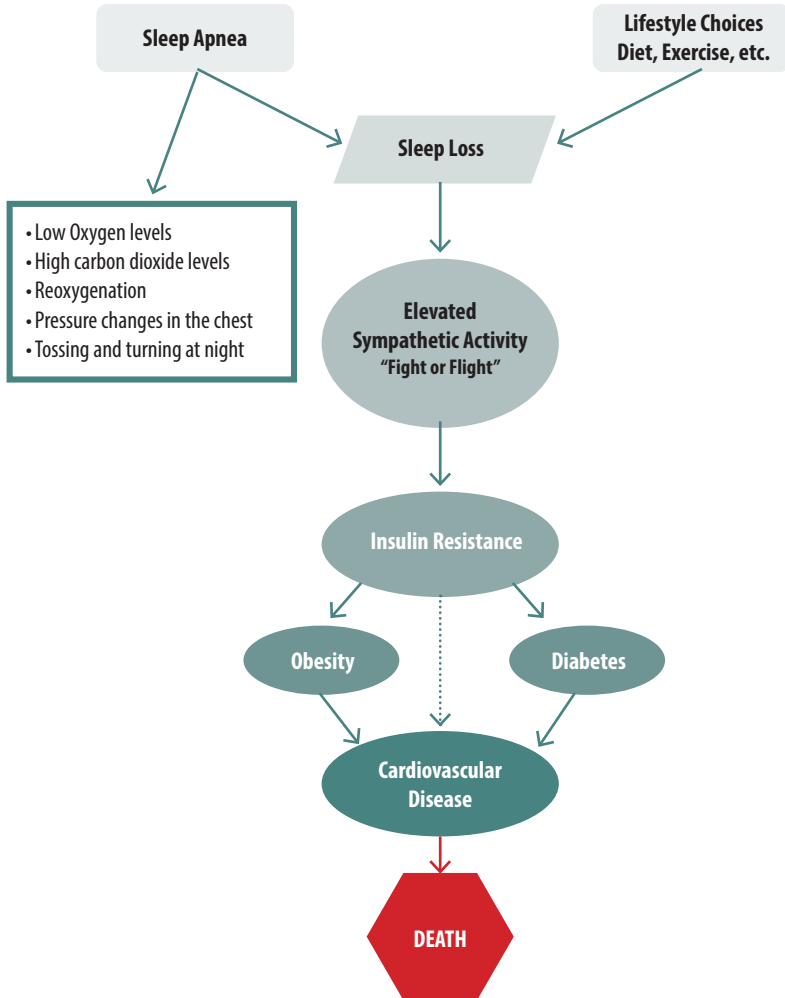 Sleep Apnea
Lifestyle Choices
Diet, Exercise, etc.
Sleep Loss
• Low Oxygen levels
• High carbon dioxide levels
• Reoxygenation
• Pressure changes in the chest
• Tossing and turning at night
Elevated
Sympathetic Activity
“Fight or Flight”
Insulin Resistance
Obesity
Diabetes
Cardiovascular
Disease
DEATH